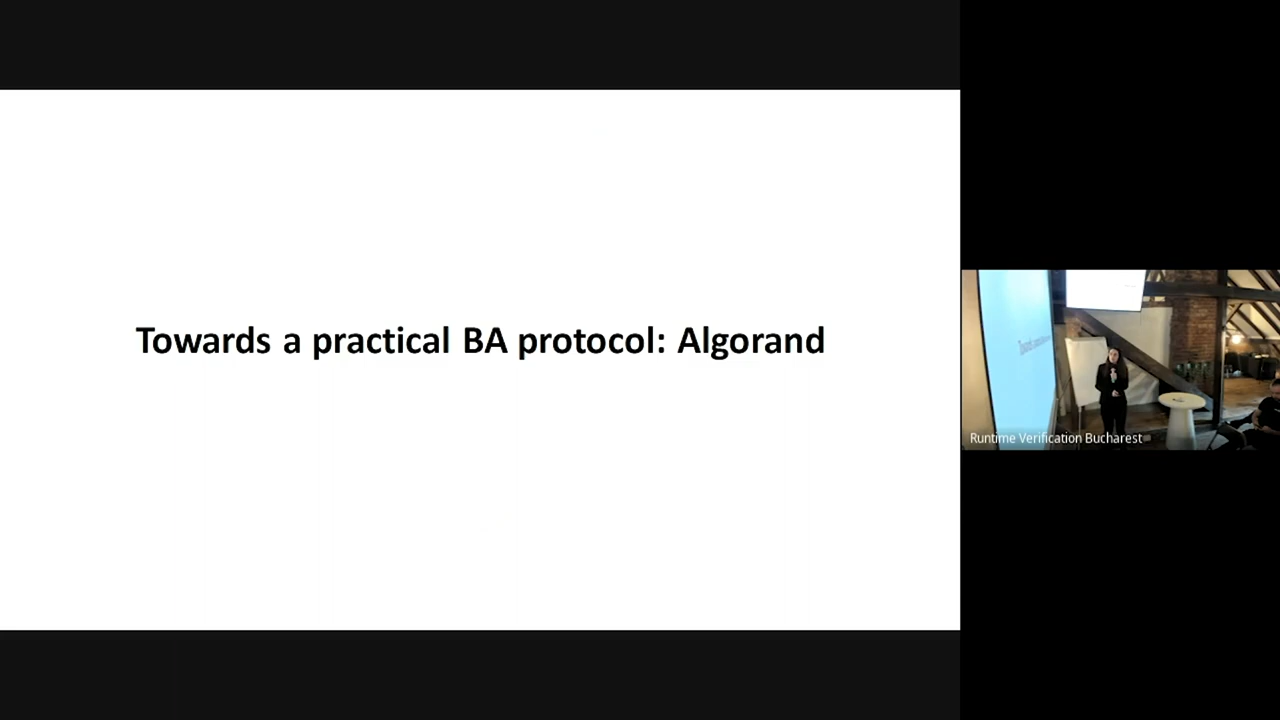 Towards a practical BA protocol: Algorand
Runtime Verification Bucharest